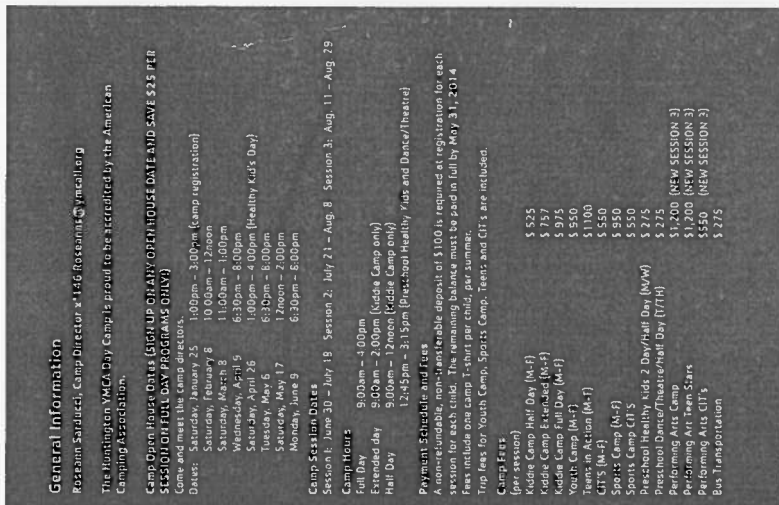 General Information
Roseann Sarducci, Camp Director x*146 Roseanns@ymcali.org
The Huntington YMCA Day Camp is proud to be accredited by the American
Camping Association.
Camp Open House Dates (SIGN UP ON ANY OPEN HOUSE DATE AND SAVE $25 PER
SESSION ON FULL DAY PROGRAMS ONLY!)
Come and meet the camp directors.
Dates: Saturday, January 25 1:00pm – 3:00pm (camp registration)
Saturday, February 8 10:00am – 12noon
Saturday, March 8 11:00am – 1:00pm
Wednesday, April 9 6:30pm – 8:00pm
Saturday, April 26 1:00pm – 4:00pm (Healthy Kid's Day)
Tuesday, May 6 6:30pm – 8:00pm
Saturday, May 17 12noon – 2:00pm
Monday, June 9 6:30pm – 8:00pm
Camp Session Dates
Session 1: June 30 – July 18 Session 2: July 21 – Aug. 8 Session 3: Aug. 11 – Aug. 29
Camp Hours
Full Day 9:00am – 4:00pm
Extended day 9:00am – 2:00pm (Kiddie Camp only)
Half Day 9:00am – 12noon (Kiddie Camp only)
12:45pm – 3:15pm (Preschool Healthy Kids and Dance/Theatre)
Payment Schedule and Fees
A non-refundable, non-transferable deposit of $100 is required at registration for each
session for each child. The remaining balance must be paid in full by May 31, 2014
Fees include one camp T-shirt per child, per summer.
Trip fees for Youth Camp, Sports Camp, Teens and CIT's are included.
Camp Fees
(per session)
Kiddie Camp Half Day (M-F) $ 525
Kiddie Camp Extended (M-F) $ 757
Kiddie Camp Full Day (M-F) $ 975
Youth Camp (M-F) $ 950
Teens in Action (M-F) $1100
CIT'S (M-F) $ 550
Sports Camp (M-F) $ 950
Sports Camp CIT'S $ 550
Preschool Healthy Kids 2 Day/Half Day (M/W) $ 275
Preschool Dance/Theatre/Half Day (T/TH) $ 275
Performing Arts Camp $1,200 (NEW SESSION 3)
Performing Art Teen Stars $1,200 (NEW SESSION 3)
Performing Arts CIT's $550 (NEW SESSION 3)
Bus Transportation $ 275